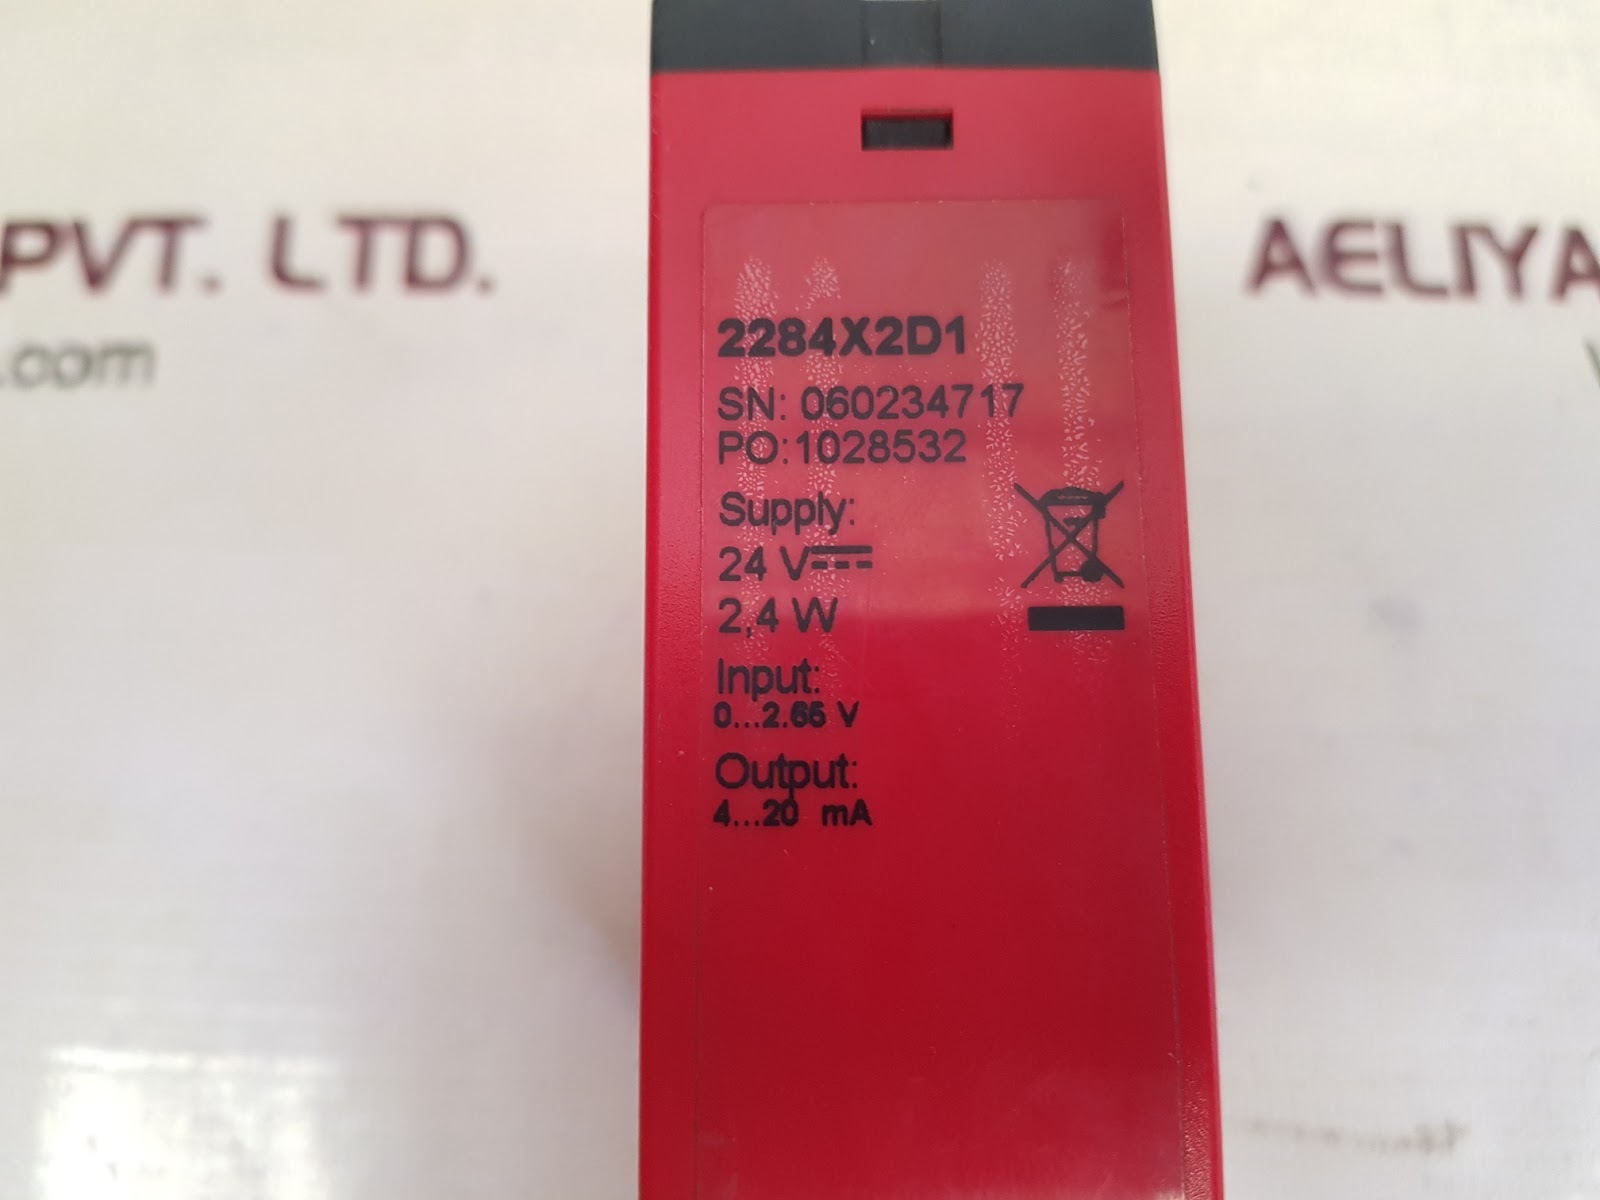 PVT. LTD.
.com
AELIYA
2284X2D1
SN: 060234717
PO:1028532
Supply:
24 V
2,4 W
Input:
0...2.65 V
Output:
4...20 mA